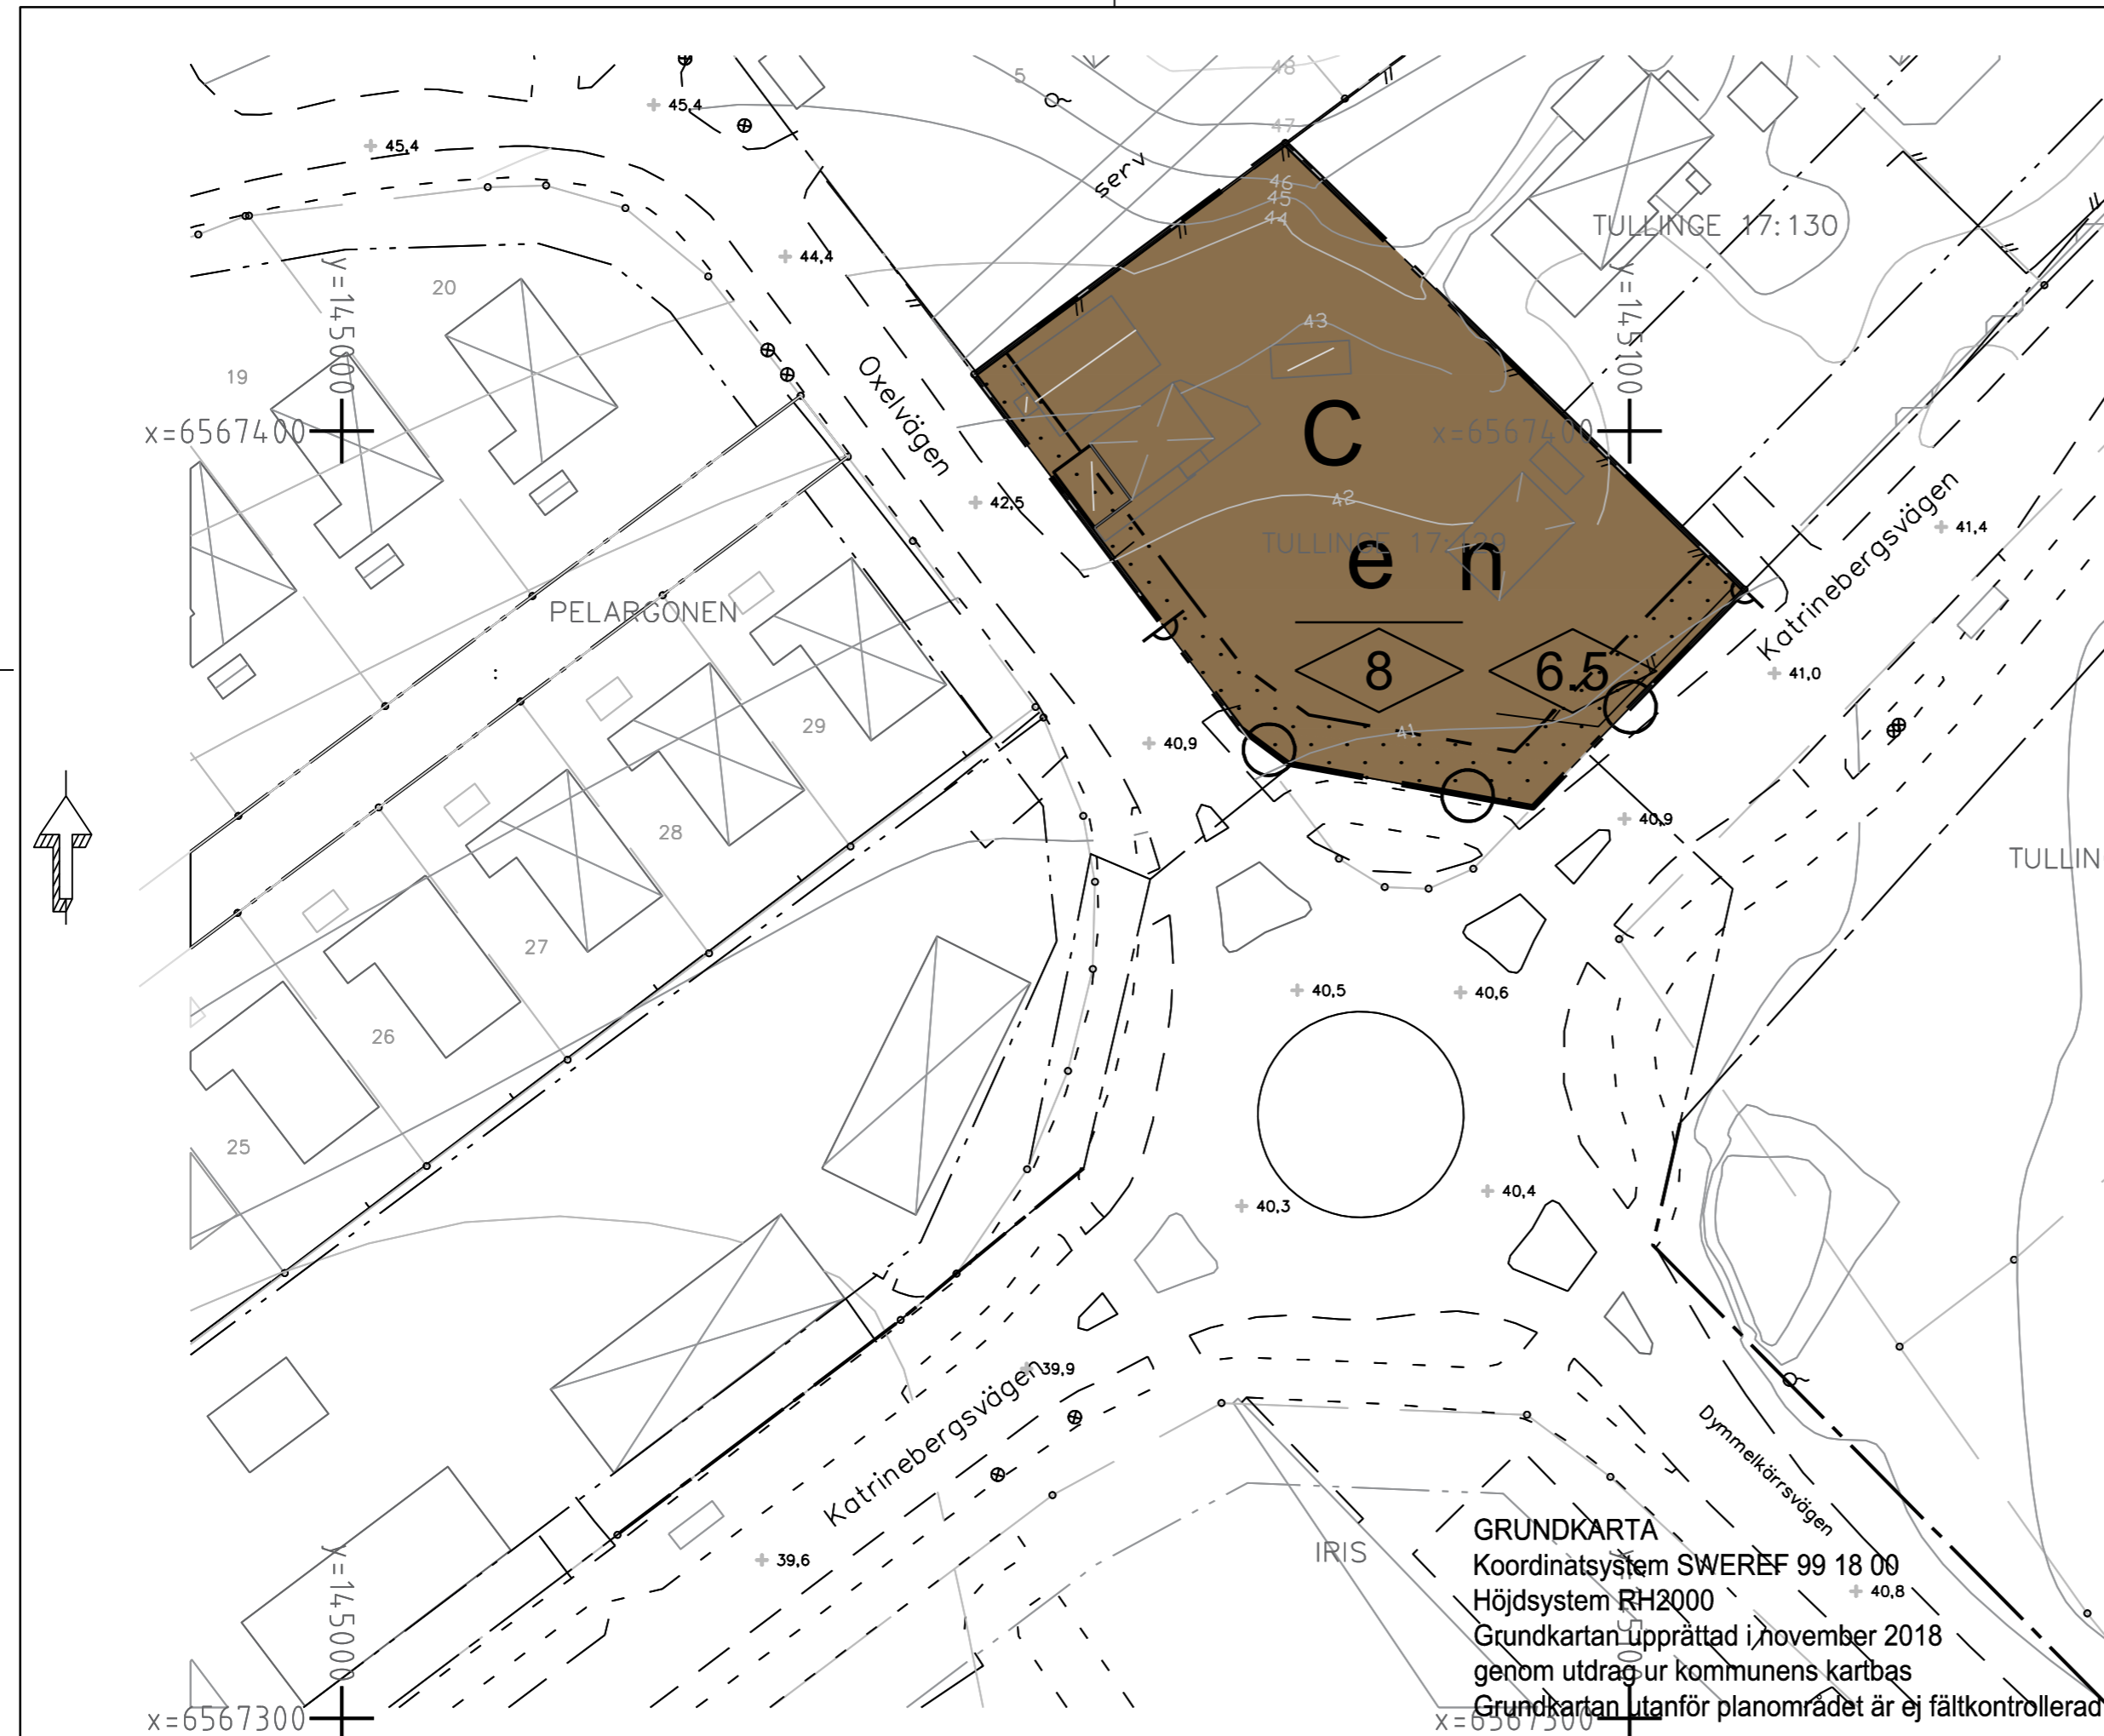 48
5
45,4
47
45,4
serv
46
45
44
TULLINGE 17:130
44,4
20
y=145000
y=145100
43
19
Oxelvägen
C
x=6567400
x=6567400
42,5
42
Katrinebergsvägen
41,4
TULLINGE 17:129
e n
PELARGONEN
8
6.5
41,0
29
40,9
41
28
40,9
TULLIN
27
40,5
40,6
26
25
40,3
40,4
39,9
Katrinebergsvägen
Dymmelkärrsvägen
GRUNDKARTA
IRIS
39,6
Koordinatsystem SWEREF 99 18 00
40,8
Höjdsystem RH2000
y=145000
y=145100
Grundkartan upprättad i november 2018
genom utdrag ur kommunens kartbas
Grundkartan utanför planområdet är ej fältkontrollerad
x=6567300
x=6567300